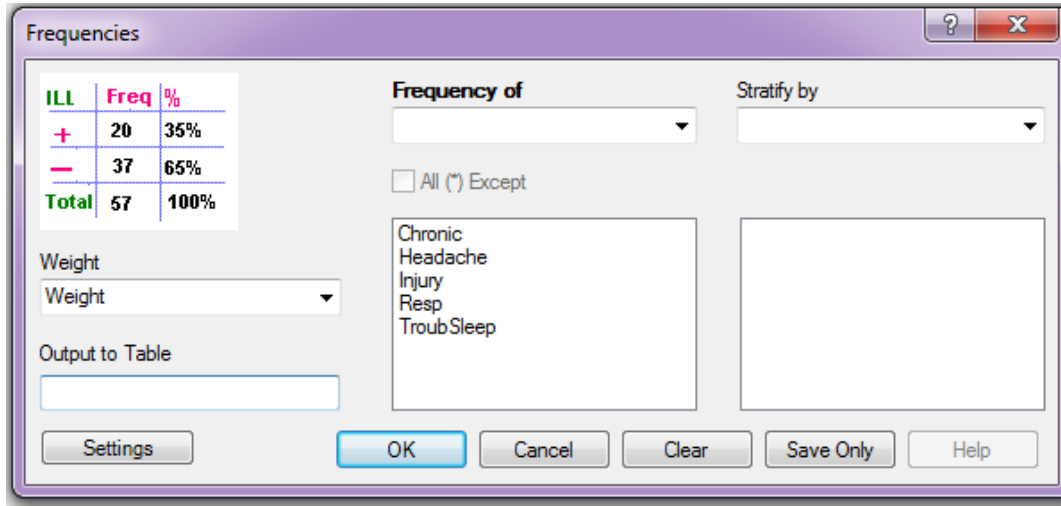 Frequencies
?
X
ILL Freq %
+ 20 35%
— 37 65%
Total 57 100%
Weight
Weight
Output to Table
Settings
Frequency of
All (*) Except
Chronic
Headache
Injury
Resp
TroubSleep
Stratify by
OK
Cancel
Clear
Save Only
Help